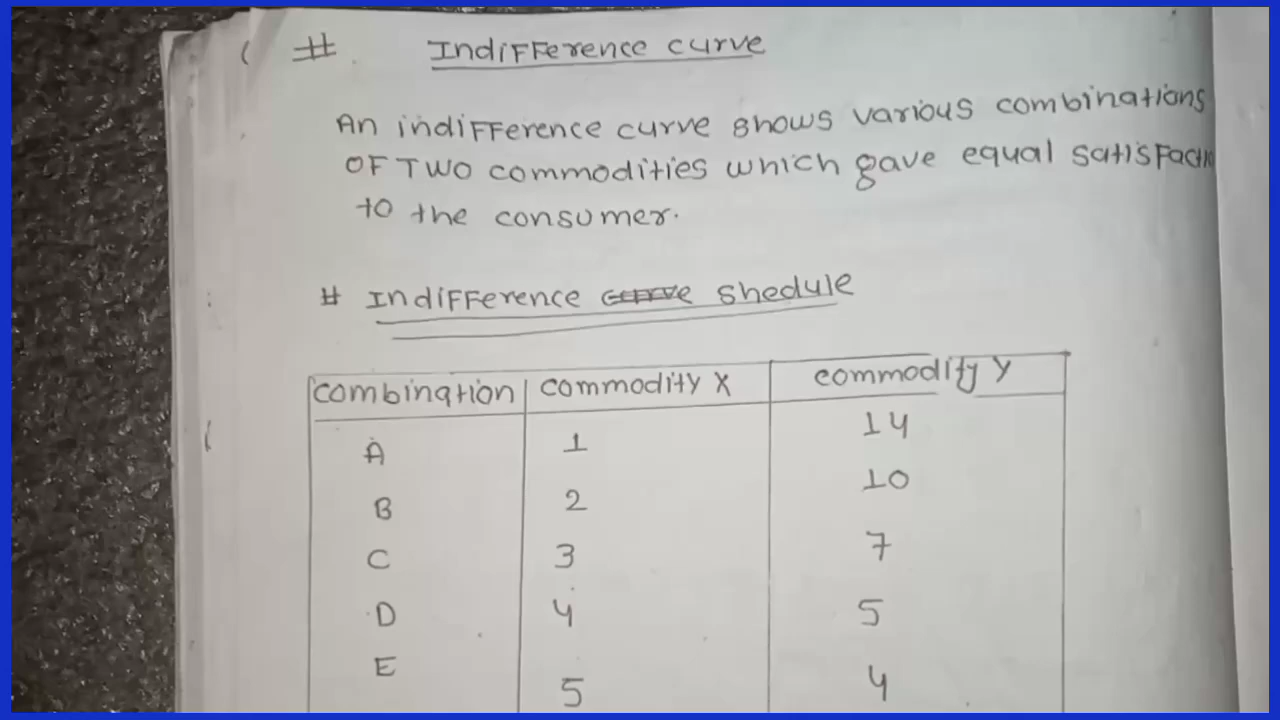 # Indifference curve
An indifference curve shows various combinations
of two commodities which gave equal
to the consumer.
# Indifference shedule
combination commodity X commodity Y
A 1 14
B 2 10
C 3 7
D 4 5
E 5 4